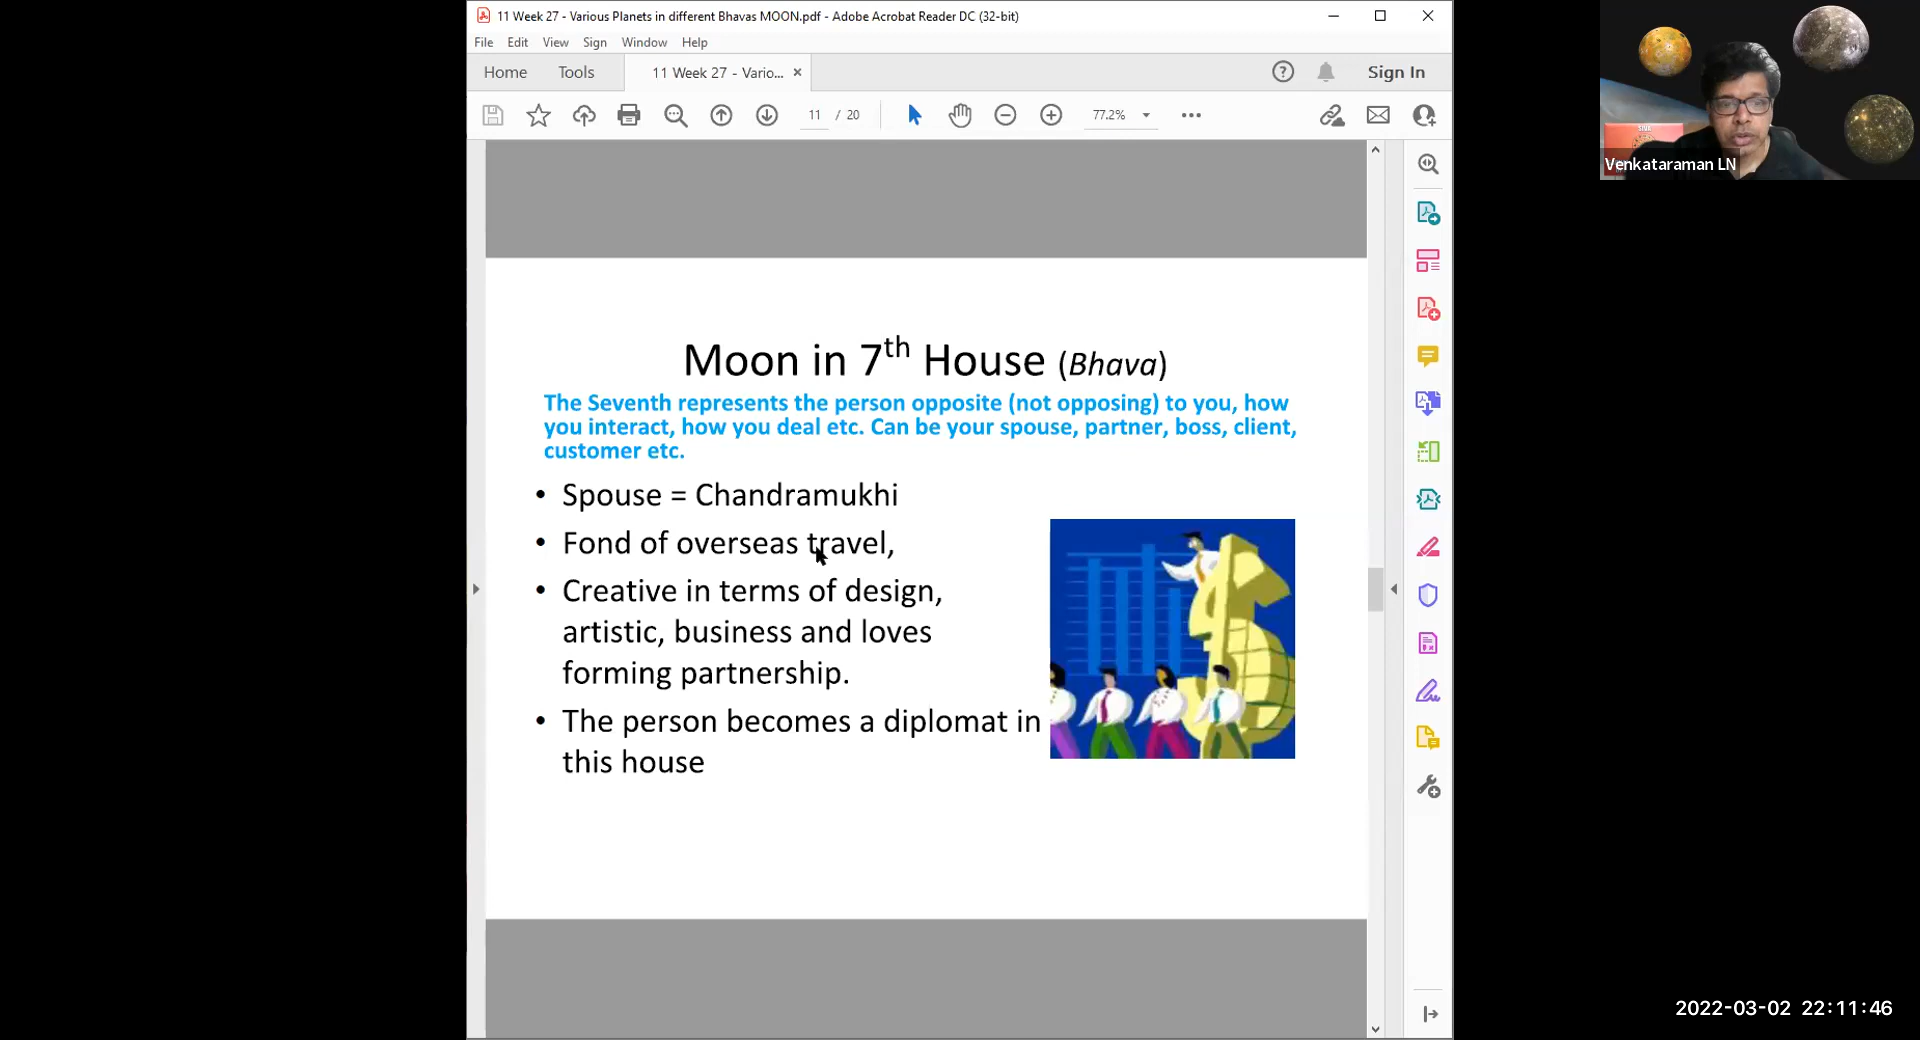 11 Week 27 - Various Planets in different Bhavas MOON.pdf - Adobe Acrobat Reader DC (32-bit)
File Edit View Sign Window Help
Home Tools 11 Week 27 - Vario... Sign In
11 / 20 77.2%
Venkataraman LN
Moon in 7th House (Bhava)
The Seventh represents the person opposite (not opposing) to you, how
you interact, how you deal etc. Can be your spouse, partner, boss, client,
customer etc.
• Spouse = Chandramukhi
• Fond of overseas travel,
• Creative in terms of design,
artistic, business and loves
forming partnership.
• The person becomes a diplomat in
this house
2022-03-02 22:11:46